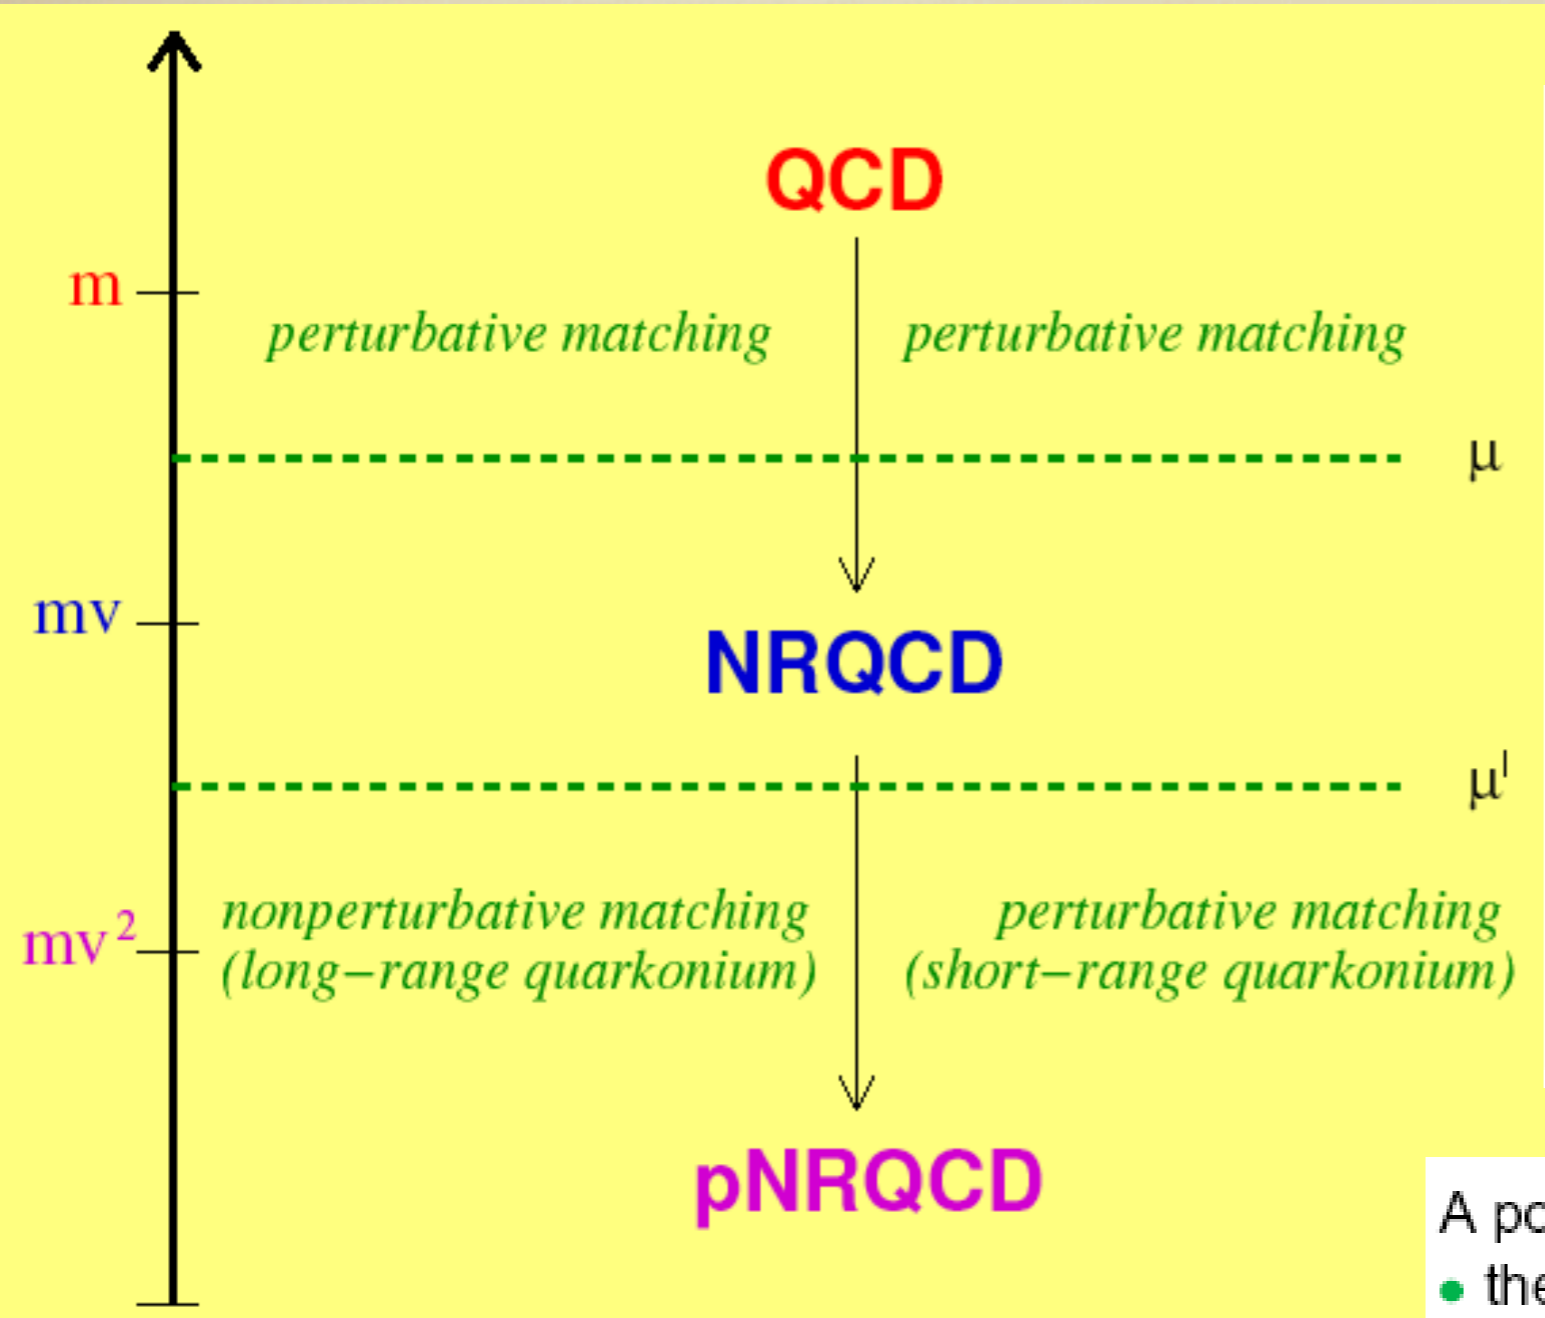 QCD
m
perturbative matching perturbative matching
μ
mv
NRQCD
μ'
nonperturbative matching perturbative matching
mv²
(long−range quarkonium) (short−range quarkonium)
pNRQCD
A